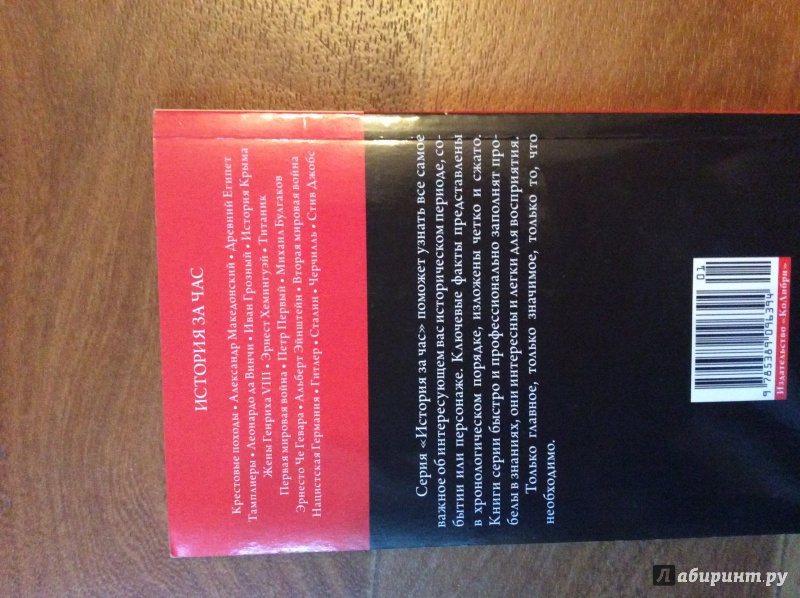 ИСТОРИЯ ЗА ЧАС
Крестовые походы • Александр Македонский • Древний Египет
Тамплиеры • Леонардо да Винчи • Иван Грозный • История Крыма
Жены Генриха VIII • Эрнест Хемингуэй • Титаник
Первая мировая война • Петр Первый • Михаил Булгаков
Эрнесто Че Гевара • Альберт Эйнштейн • Вторая мировая война
Нацистская Германия • Гитлер • Сталин • Черчилль • Стив Джобс
Серия «История за час» поможет узнать все самое
важное об интересующем вас историческом периоде, со-
бытии или персонаже. Ключевые факты представлены
в хронологическом порядке, изложены четко и сжато.
Книги серии быстро и профессионально заполнят про-
белы в знаниях, они интересны и легки для восприятия.
Только главное, только значимое, только то, что
необходимо.
01
9 785389 096394
Издательство «КоЛибри»
Лабиринт.ру